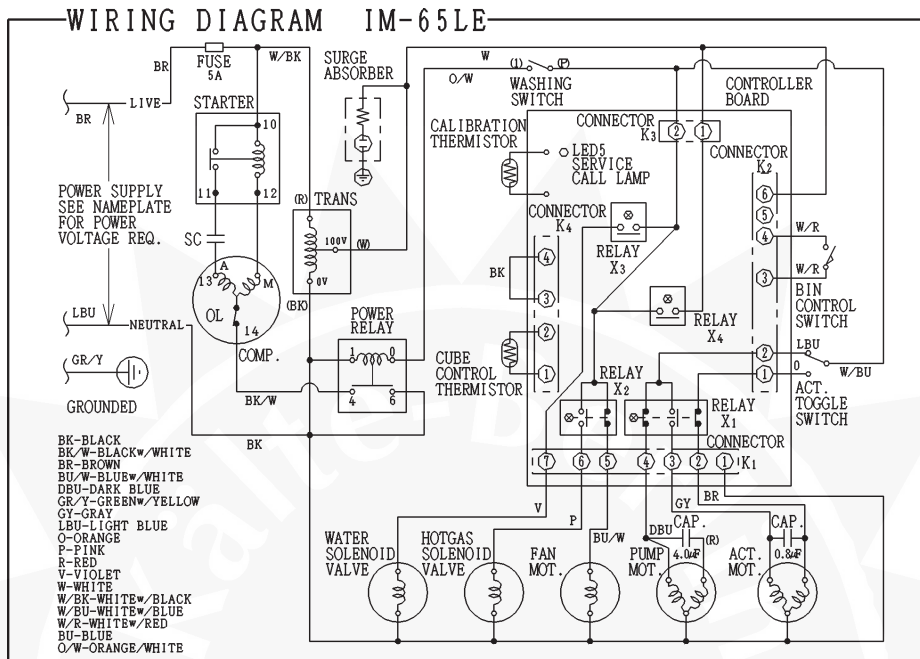 WIRING DIAGRAM IM-65LE
BR
FUSE
5A
W/BK
SURGE
ABSORBER
W
O/W
(1)
(P)
WASHING
SWITCH
CONTROLLER
BOARD
LIVE
BR
STARTER
10
11
12
CALIBRATION
THERMISTOR
LED5
SERVICE
CALL LAMP
CONNECTOR
K3
2
1
CONNECTOR
K2
6
5
4
3
2
1
POWER SUPPLY
SEE NAMEPLATE
FOR POWER
VOLTAGE REQ.
SC
(R)
TRANS
100V
(W)
0V
(BK)
CONNECTOR
K4
4
3
2
1
BK
RELAY
X3
RELAY
X4
W/R
W/R
BIN
CONTROL
SWITCH
13
A
M
OL
14
COMP.
LBU
NEUTRAL
POWER
RELAY
1
0
4
6
CUBE
CONTROL
THERMISTOR
LBU
0
W/BU
ACT.
TOGGLE
SWITCH
GR/Y
GROUNDED
BK/W
BK
RELAY
X2
RELAY
X1
CONNECTOR
K1
7
6
5
4
3
2
1
BK-BLACK
BK/W-BLACKw/WHITE
BR-BROWN
BU/W-BLUEw/WHITE
DBU-DARK BLUE
GR/Y-GREENw/YELLOW
GY-GRAY
LBU-LIGHT BLUE
O-ORANGE
P-PINK
R-RED
V-VIOLET
W-WHITE
W/BK-WHITEw/BLACK
W/BU-WHITEw/BLUE
W/R-WHITEw/RED
BU-BLUE
O/W-ORANGE/WHITE
V
P
BU/W
DBU
GY
BR
CAP.
(R)
4.0uF
CAP.
0.8uF
WATER
SOLENOID
VALVE
HOTGAS
SOLENOID
VALVE
FAN
MOT.
PUMP
MOT.
ACT.
MOT.